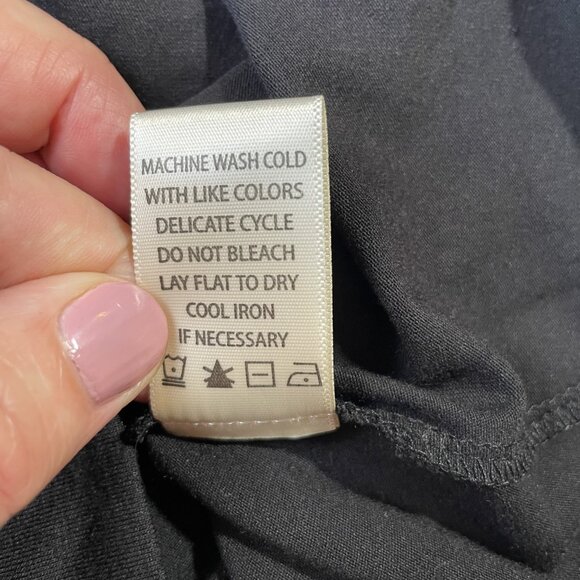 MACHINE WASH COLD
WITH LIKE COLORS
DELICATE CYCLE
DO NOT BLEACH
LAY FLAT TO DRY
COOL IRON
IF NECESSARY